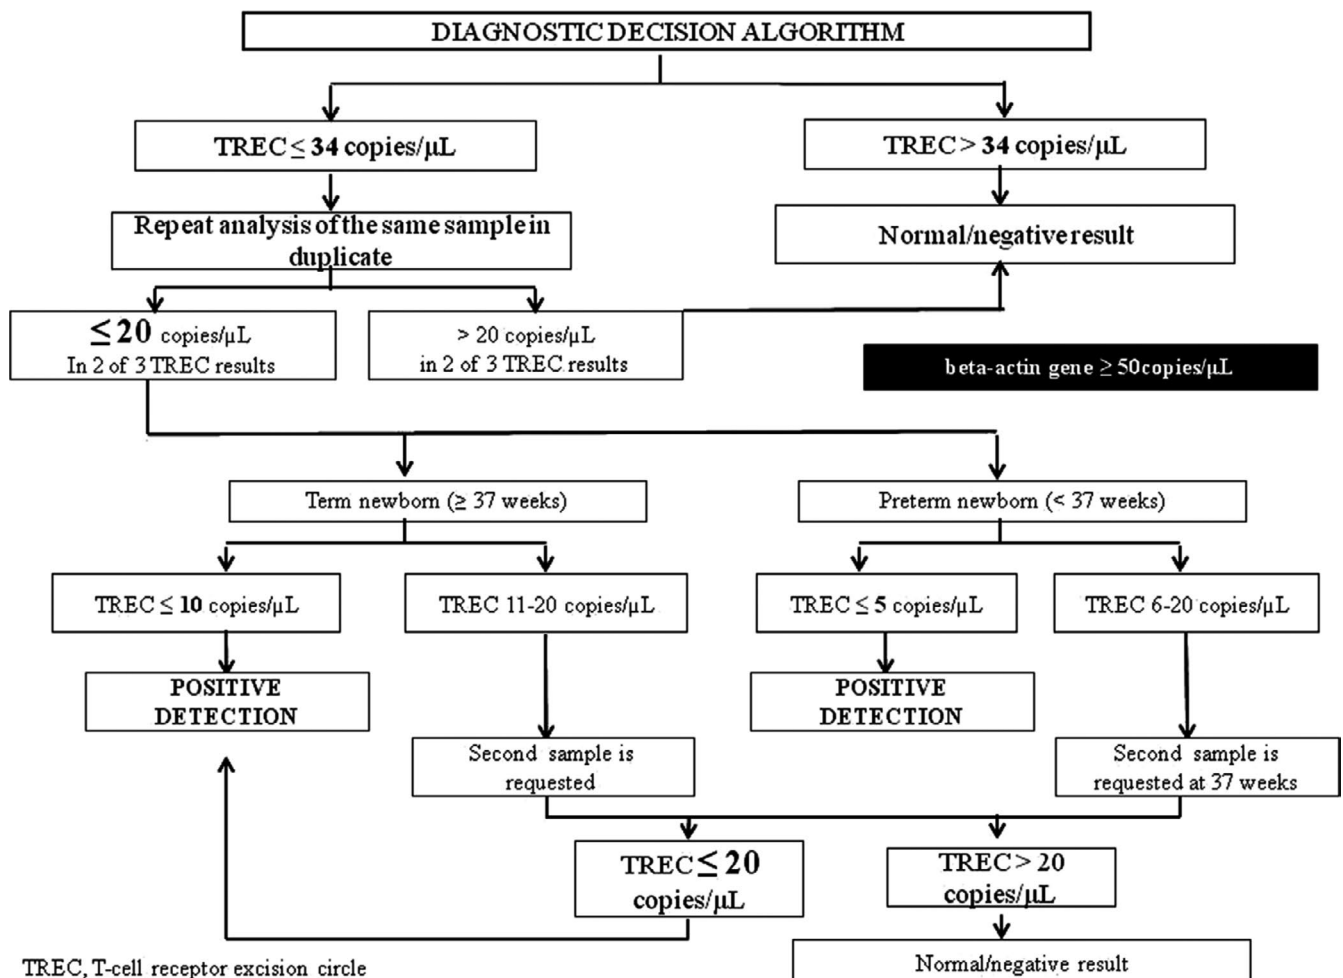 DIAGNOSTIC DECISION ALGORITHM
TREC ≤ 34 copies/µL
TREC > 34 copies/µL
Repeat analysis of the same sample in
duplicate
Normal/negative result
≤ 20 copies/µL
In 2 of 3 TREC results
> 20 copies/µL
in 2 of 3 TREC results
beta-actin gene ≥ 50copies/µL
Term newborn (≥ 37 weeks)
Preterm newborn (< 37 weeks)
TREC ≤ 10 copies/µL
TREC 11-20 copies/µL
TREC ≤ 5 copies/µL
TREC 6-20 copies/µL
POSITIVE
DETECTION
POSITIVE
DETECTION
Second sample is
requested
Second sample is
requested at 37 weeks
TREC ≤ 20
copies/µL
TREC > 20
copies/µL
TREC, T-cell receptor excision circle
Normal/negative result